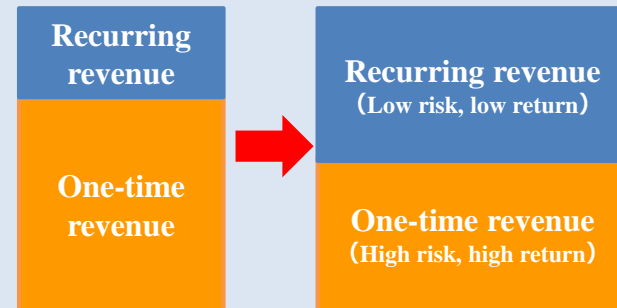 Recurring
revenue
One-time
revenue
Recurring revenue
（Low risk, low return）
One-time revenue
（High risk, high return）